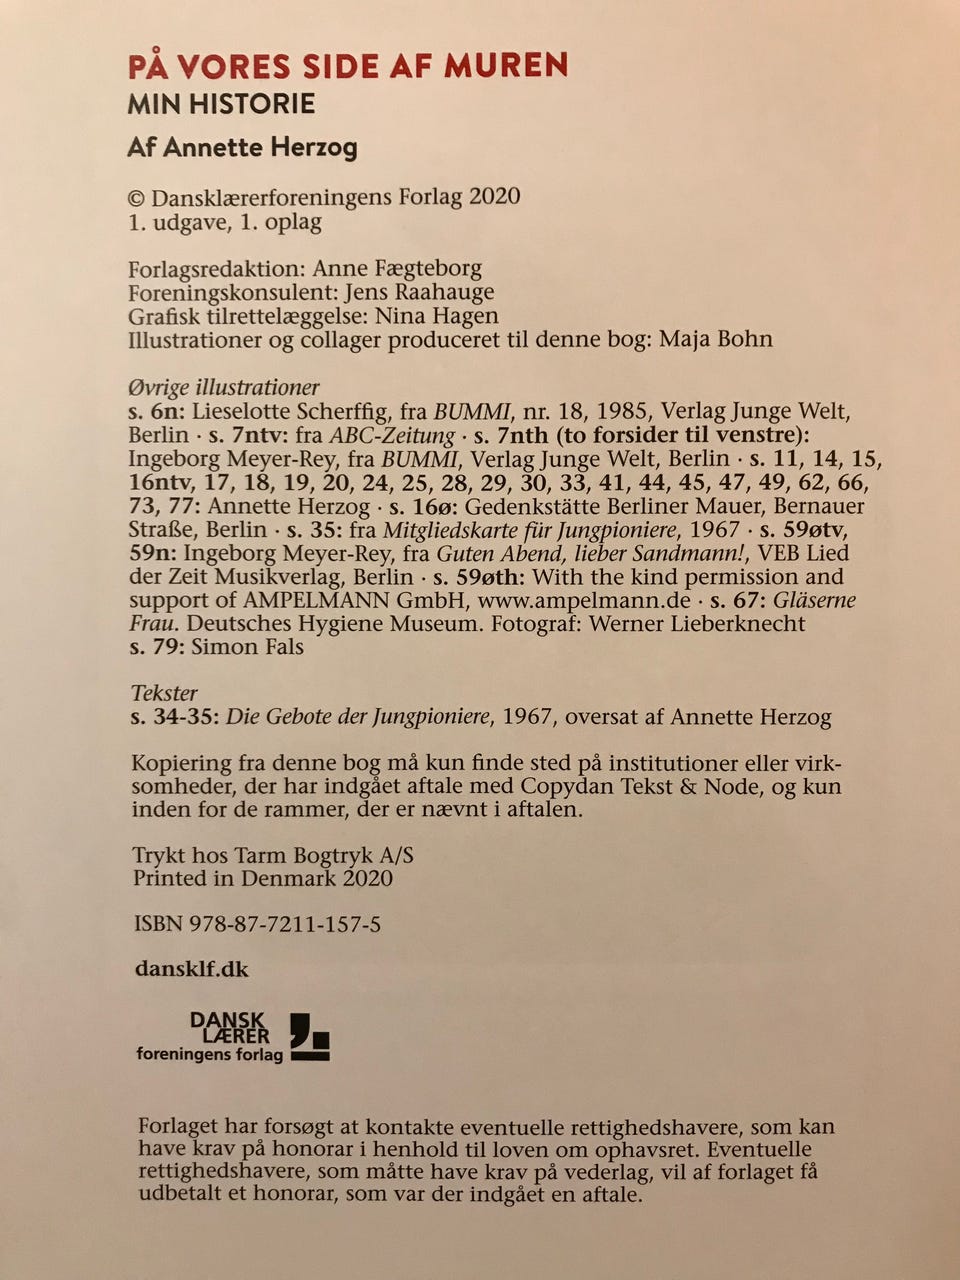 PÅ VORES SIDE AF MUREN
MIN HISTORIE
Af Annette Herzog
© Dansklærerforeningens Forlag 2020
1. udgave, 1. oplag
Forlagsredaktion: Anne Fægteborg
Foreningskonsulent: Jens Raahauge
Grafisk tilrettelæggelse: Nina Hagen
Illustrationer og collager produceret til denne bog: Maja Bohn
Øvrige illustrationer
s. 6n: Lieselotte Scherffig, fra BUMMI, nr. 18, 1985, Verlag Junge Welt,
Berlin · s. 7ntv: fra ABC-Zeitung · s. 7nth (to forsider til venstre):
Ingeborg Meyer-Rey, fra BUMMI, Verlag Junge Welt, Berlin · s. 11, 14, 15,
16ntv, 17, 18, 19, 20, 24, 25, 28, 29, 30, 33, 41, 44, 45, 47, 49, 62, 66,
73, 77: Annette Herzog · s. 16ø: Gedenkstätte Berliner Mauer, Bernauer
Straße, Berlin · s. 35: fra Mitgliedskarte für Jungpioniere, 1967 · s. 59øtv,
59n: Ingeborg Meyer-Rey, fra Guten Abend, lieber Sandmann!, VEB Lied
der Zeit Musikverlag, Berlin · s. 59øth: With the kind permission and
support of AMPELMANN GmbH, www.ampelmann.de · s. 67: Gläserne
Frau. Deutsches Hygiene Museum. Fotograf: Werner Lieberknecht
s. 79: Simon Fals
Tekster
s. 34-35: Die Gebote der Jungpioniere, 1967, oversat af Annette Herzog
Kopiering fra denne bog må kun finde sted på institutioner eller virk-
somheder, der har indgået aftale med Copydan Tekst & Node, og kun
inden for de rammer, der er nævnt i aftalen.
Trykt hos Tarm Bogtryk A/S
Printed in Denmark 2020
ISBN 978-87-7211-157-5
dansklf.dk
DANSK
LÆRER
foreningens forlag
Forlaget har forsøgt at kontakte eventuelle rettighedshavere, som kan
have krav på honorar i henhold til loven om ophavsret. Eventuelle
rettighedshavere, som måtte have krav på vederlag, vil af forlaget få
udbetalt et honorar, som var der indgået en aftale.